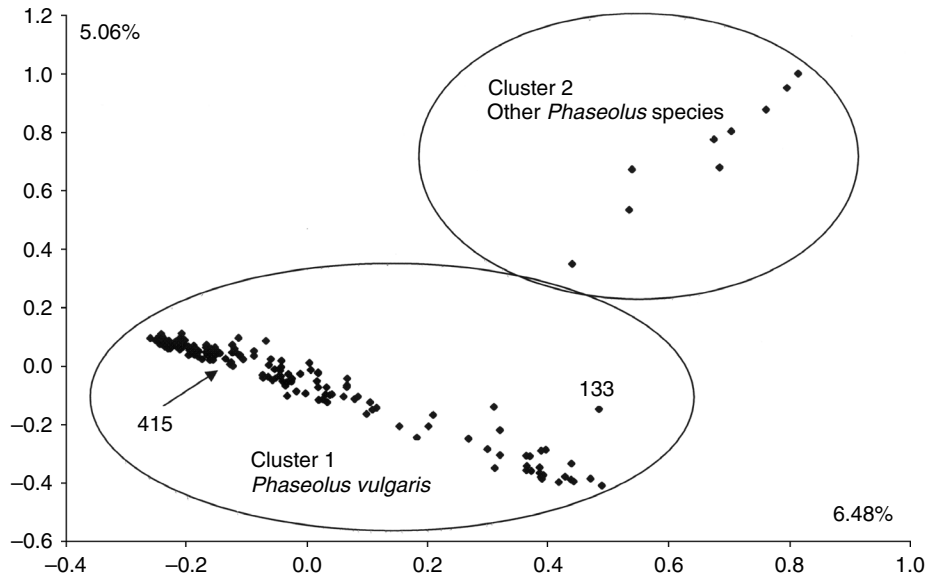 1.2
5.06%
1.0
Cluster 2
Other Phaseolus species
0.8
0.6
0.4
0.2
0.0
133
415
−0.2
Cluster 1
Phaseolus vulgaris
−0.4
6.48%
−0.6
−0.4 −0.2 0.0 0.2 0.4 0.6 0.8 1.0